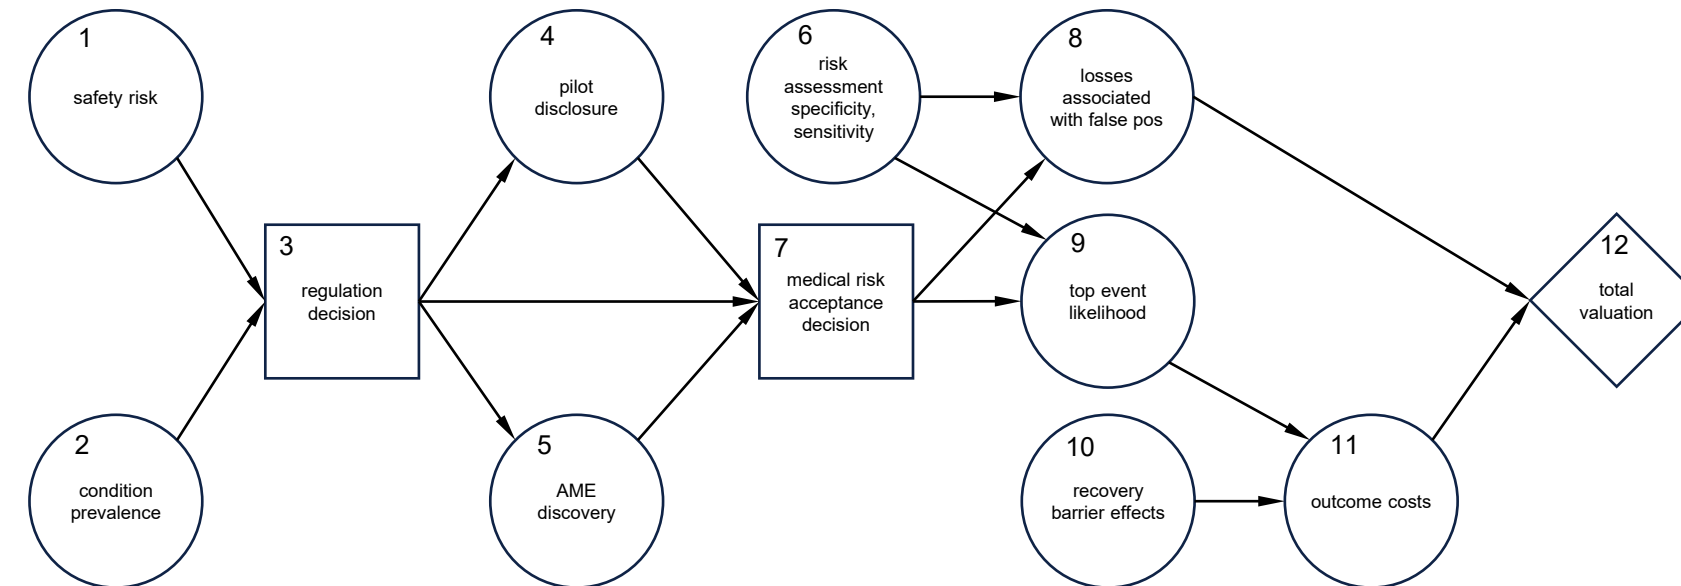 1
safety risk
2
condition
prevalence
3
regulation
decision
4
pilot
disclosure
5
AME
discovery
6
risk
assessment
specificity,
sensitivity
7
medical risk
acceptance
decision
8
losses
associated
with false pos
9
top event
likelihood
10
recovery
barrier effects
11
outcome costs
12
total
valuation